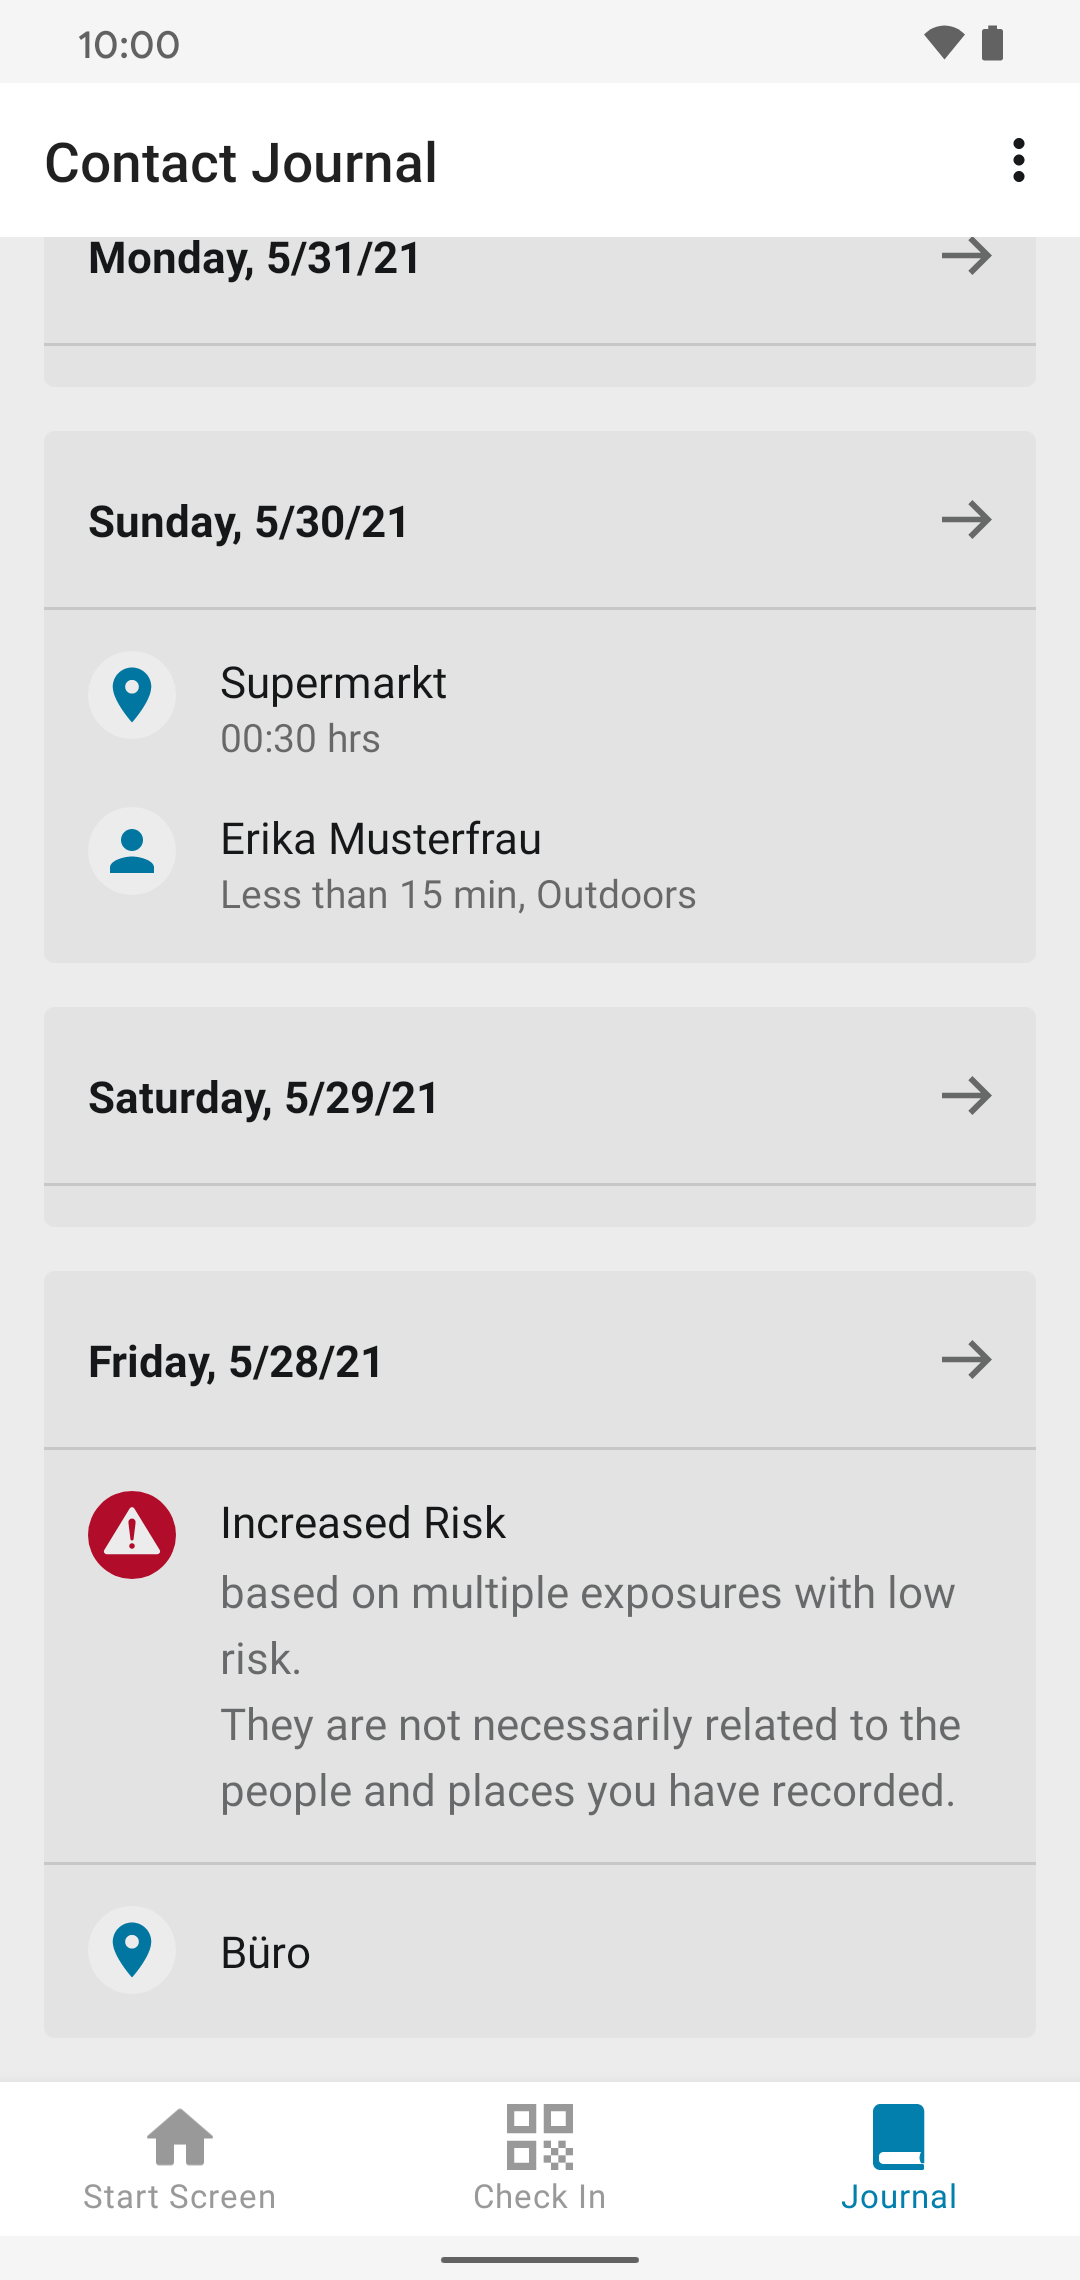 10:00
Contact Journal
Monday, 5/31/21
Sunday, 5/30/21
Supermarkt
00:30 hrs
Erika Musterfrau
Less than 15 min, Outdoors
Saturday, 5/29/21
Friday, 5/28/21
Increased Risk
based on multiple exposures with low
risk.
They are not necessarily related to the
people and places you have recorded.
Büro
Start Screen
Check In
Journal